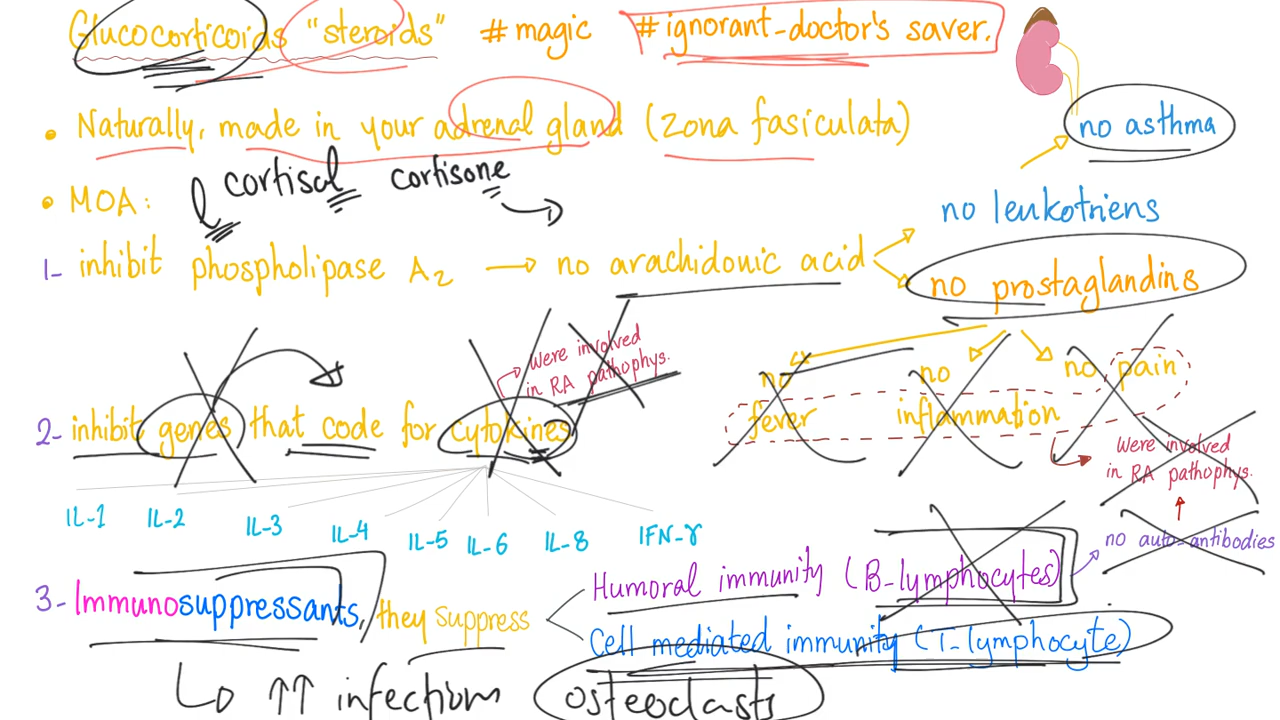 Glucocorticoids "steroids" #magic #ignorant-doctor's saver.
• Naturally, made in your adrenal gland (zona fasiculata)
no asthma
• MOA: cortisol cortisone
no leukotriens
1- inhibit phospholipase A2 → no arachidonic acid
no prostaglandins
were involved
in RA pathophys.
no fever
no inflammation
no pain
2- inhibit genes that code for cytokines
were involved
in RA pathophys.
IL-1 IL-2 IL-3 IL-4 IL-5 IL-6 IL-8 IFN-γ
no auto-antibodies
3- Immunosuppressants, they suppress
Humoral immunity (B-lymphocytes)
Cell mediated immunity (T-lymphocyte)
↑↑ infections osteoclasts